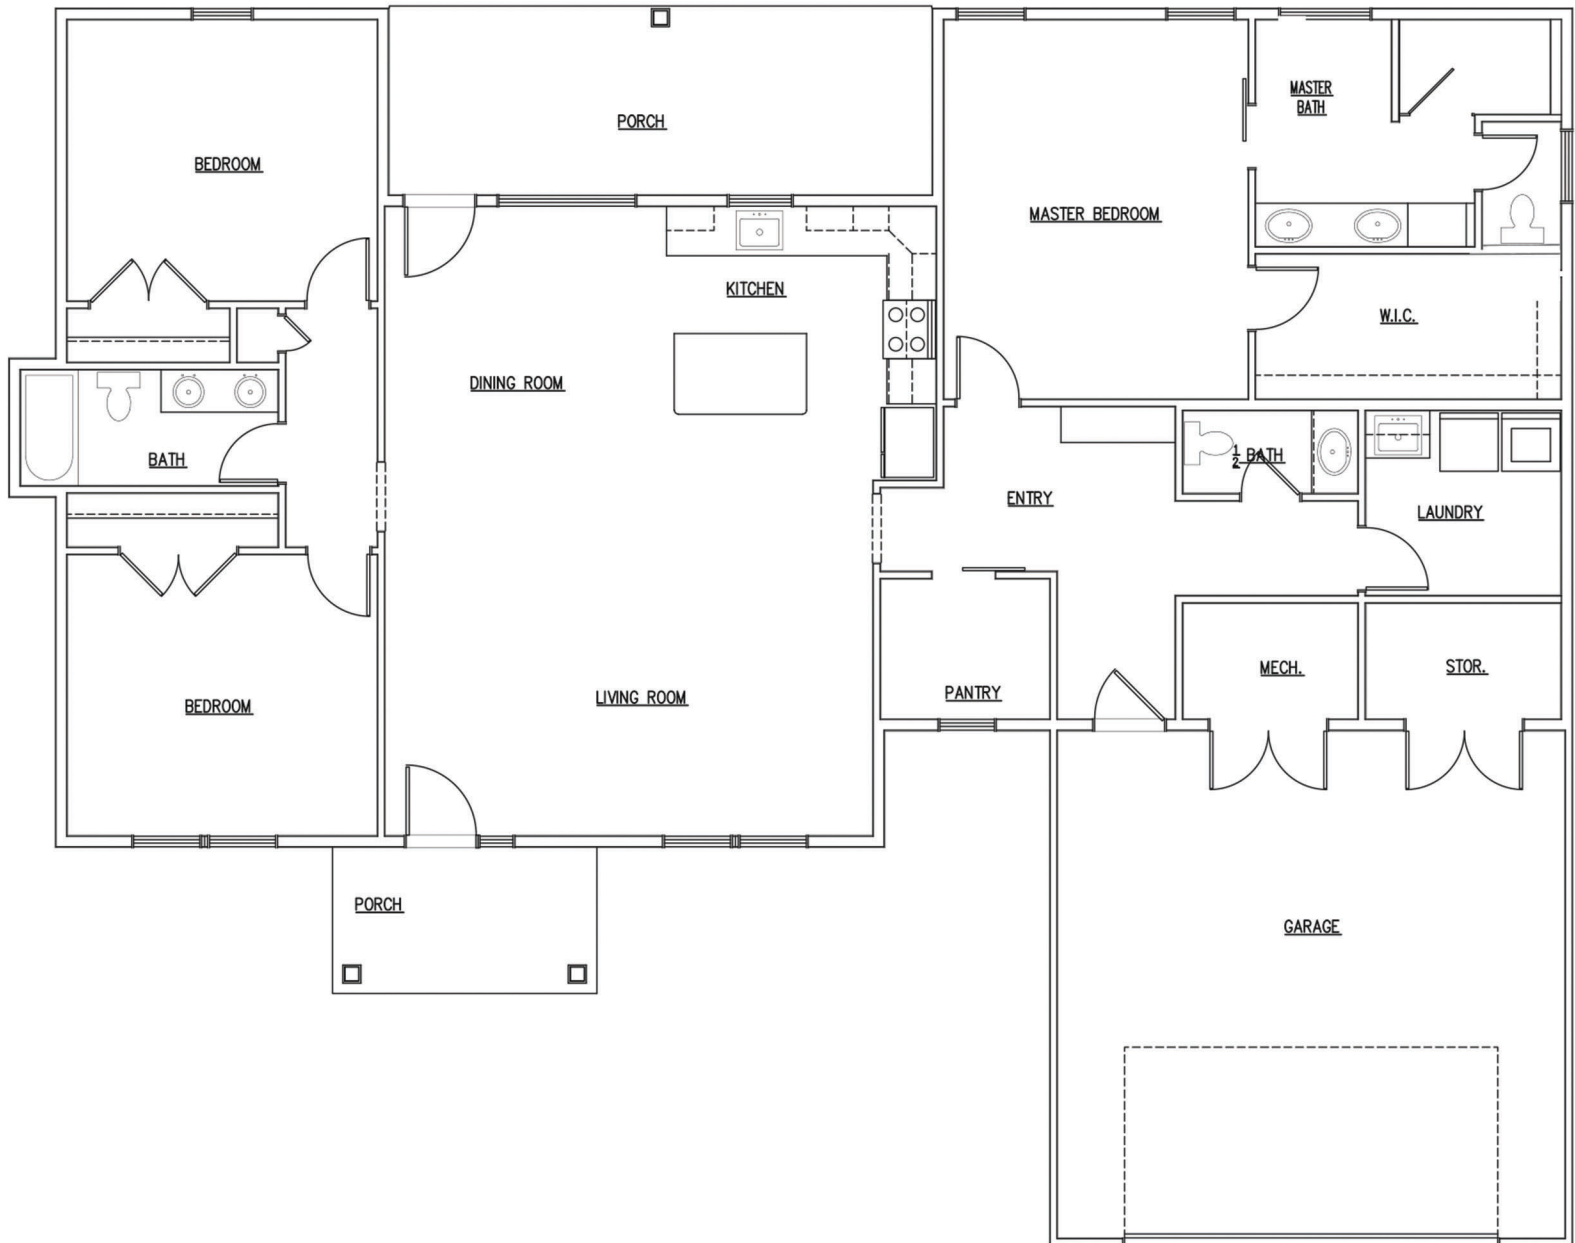 MASTER
BATH
PORCH
BEDROOM
MASTER BEDROOM
KITCHEN
W.I.C.
DINING ROOM
BATH
1/2 BATH
ENTRY
LAUNDRY
MECH.
STOR.
LIVING ROOM
PANTRY
BEDROOM
PORCH
GARAGE